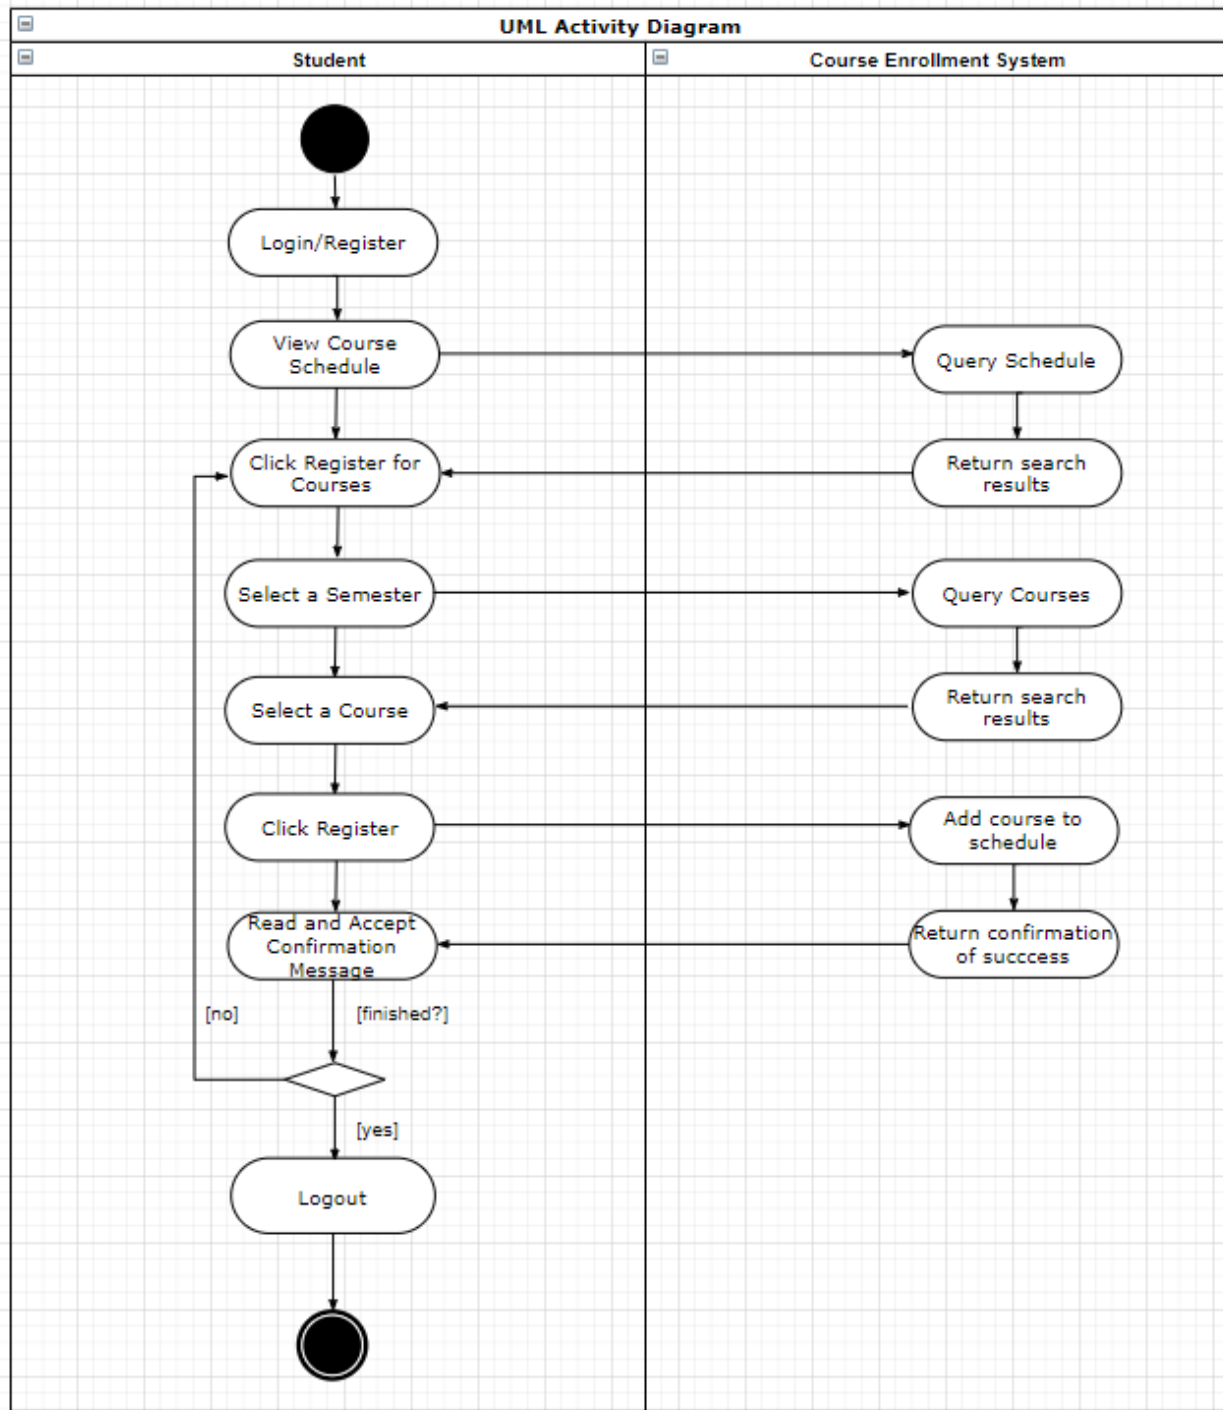 UML Activity Diagram
Student
Course Enrollment System
Login/Register
View Course
Schedule
Query Schedule
Click Register for
Courses
Return search
results
Select a Semester
Query Courses
Select a Course
Return search
results
Click Register
Add course to
schedule
Read and Accept
Confirmation
Message
Return confirmation
of succcess
[no]
[finished?]
[yes]
Logout